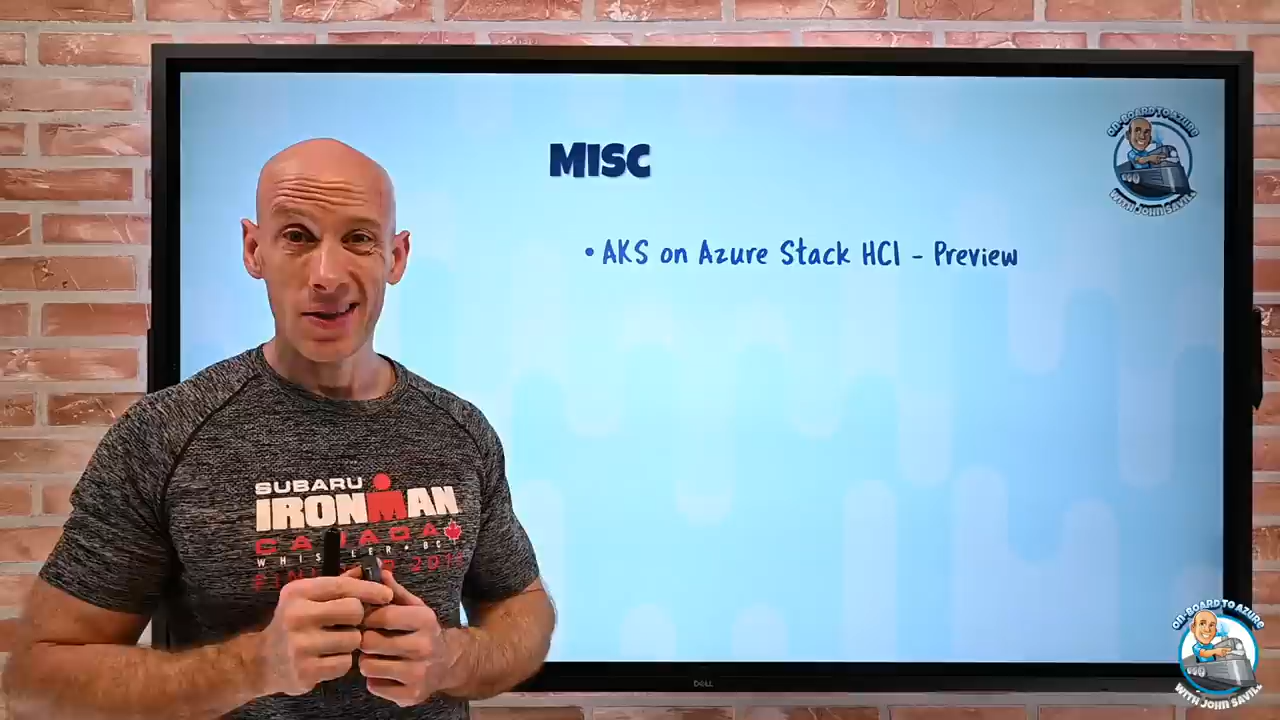 MISC
• AKS on Azure Stack HCI - Preview
ON-BOARD TO AZURE
WITH JOHN SAVILL
SUBARU
IRONMAN
CANADA
DELL
ON-BOARD TO AZURE
WITH JOHN SAVILL